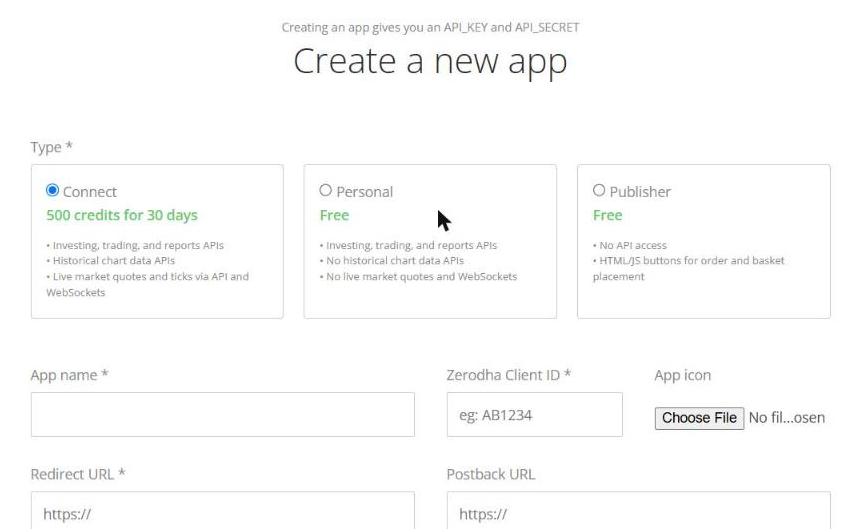 Creating an app gives you an API_KEY and API_SECRET
Create a new app
Type *
Connect
500 credits for 30 days
• Investing, trading, and reports APIs
• Historical chart data APIs
• Live market quotes and ticks via API and
WebSockets
Personal
Free
• Investing, trading, and reports APIs
• No historical chart data APIs
• No live market quotes and WebSockets
Publisher
Free
• No API access
• HTML/JS buttons for order and basket
placement
App name *
Zerodha Client ID *
eg: AB1234
App icon
Choose File No fil...osen
Redirect URL *
https://
Postback URL
https://